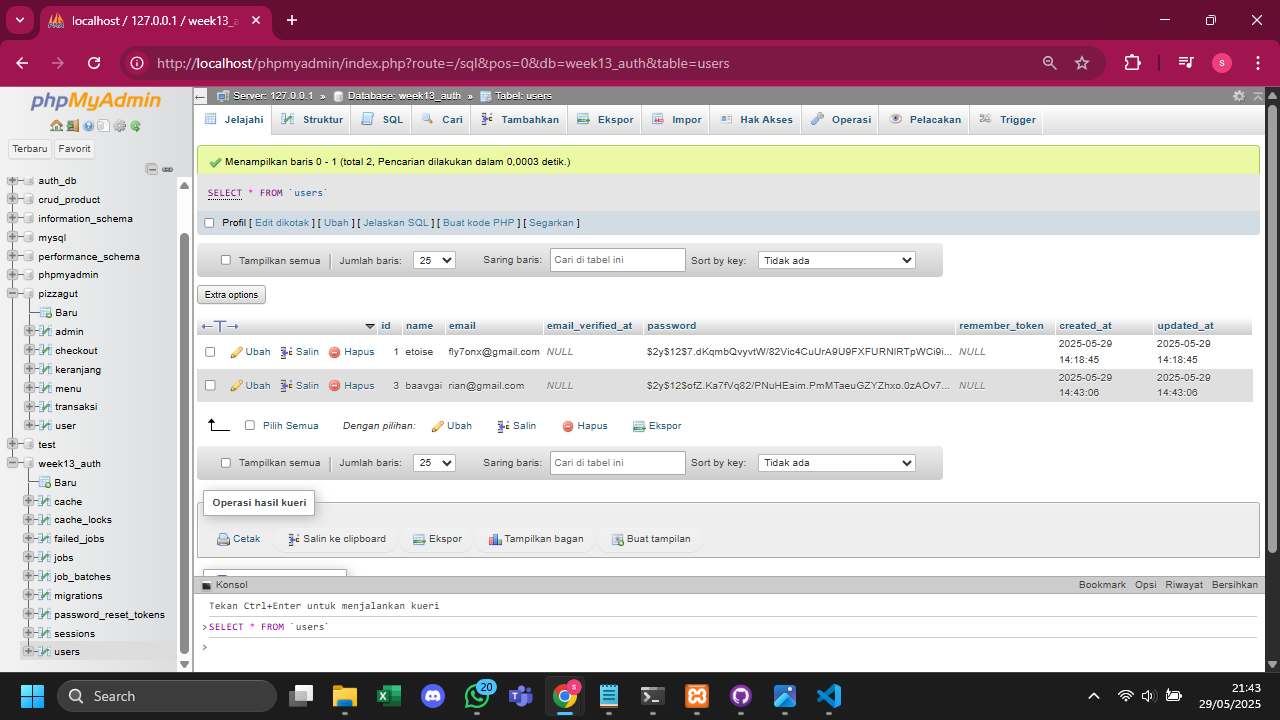 localhost / 127.0.0.1 / week13_a
http://localhost/phpmyadmin/index.php?route=/sql&pos=0&db=week13_auth&table=users
s
phpMyAdmin
Terbaru Favorit
auth_db
crud_product
information_schema
mysql
performance_schema
phpmyadmin
pizzagut
Baru
admin
checkout
keranjang
menu
transaksi
user
test
week13_auth
Baru
cache
cache_locks
failed_jobs
jobs
job_batches
migrations
password_reset_tokens
sessions
users
Server: 127.0.0.1 » Database: week13_auth » Tabel: users
Jelajahi Struktur SQL Cari Tambahkan Ekspor Impor Hak Akses Operasi Pelacakan Trigger
Menampilkan baris 0 - 1 (total 2, Pencarian dilakukan dalam 0,0003 detik.)
SELECT * FROM `users`
Profil [ Edit dikotak ] [ Ubah ] [ Jelaskan SQL ] [ Buat kode PHP ] [ Segarkan ]
Tampilkan semua Jumlah baris: 25 Saring baris: Cari di tabel ini Sort by key: Tidak ada
Extra options
←T→ id name email email_verified_at password remember_token created_at updated_at
Ubah Salin Hapus 1 etoise fly7onx@gmail.com NULL $2y$12$7.dKqmbQvyvtW/82Vic4CuUrA9U9FXFURNIRTpWCi9i... NULL 2025-05-29 14:18:45 2025-05-29 14:18:45
Ubah Salin Hapus 3 baavgai rian@gmail.com NULL $2y$12$ofZ.Ka7fVq82/PNuHEaim.PmMTaeuGZYZhxo.0zAOv7... NULL 2025-05-29 14:43:06 2025-05-29 14:43:06
Pilih Semua Dengan pilihan: Ubah Salin Hapus Ekspor
Tampilkan semua Jumlah baris: 25 Saring baris: Cari di tabel ini Sort by key: Tidak ada
Operasi hasil kueri
Cetak Salin ke clipboard Ekspor Tampilkan bagan Buat tampilan
Konsol Bookmark Opsi Riwayat Bersihkan
Tekan Ctrl+Enter untuk menjalankan kueri
>SELECT * FROM `users`
>
Search
20
s
21:43
29/05/2025